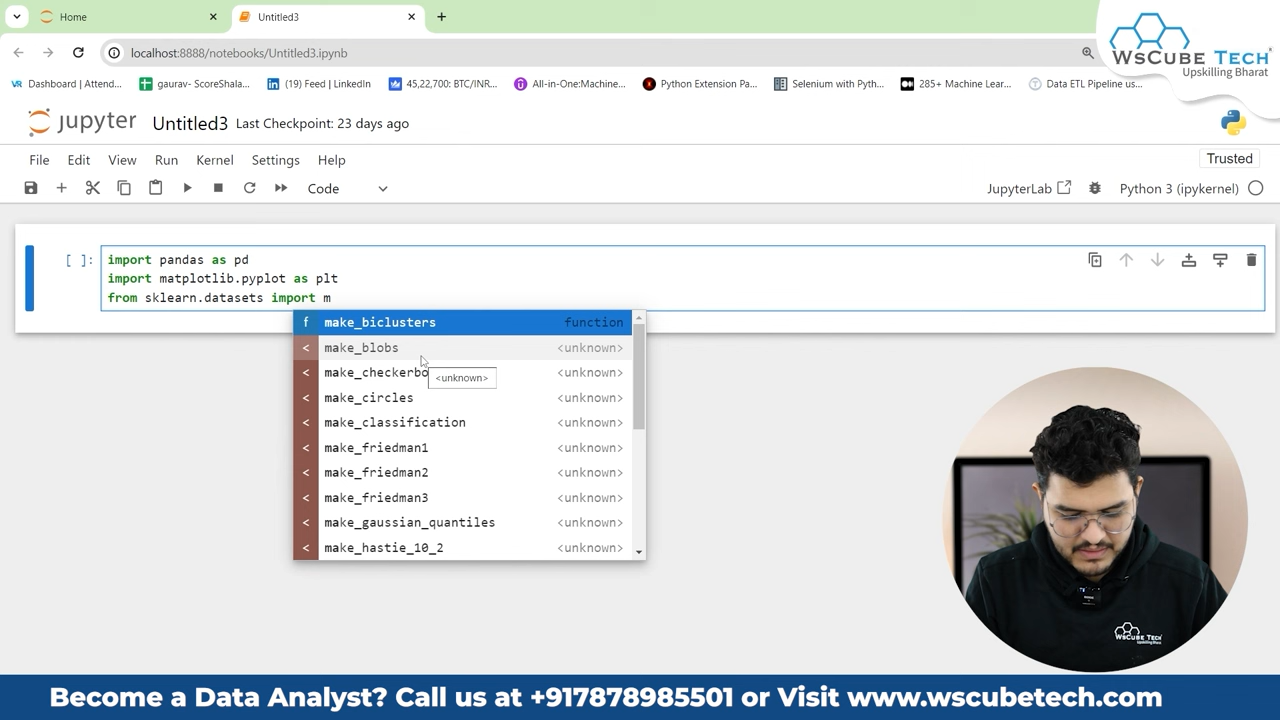 Home
Untitled3
localhost:8888/notebooks/Untitled3.ipynb
WsCube Tech
Upskilling Bharat
Dashboard | Attend...
gaurav- ScoreShala...
(19) Feed | LinkedIn
45,22,700: BTC/INR...
All-in-One:Machine...
Python Extension Pa...
Selenium with Pyth...
285+ Machine Lear...
Data ETL Pipeline us...
jupyter Untitled3 Last Checkpoint: 23 days ago
File Edit View Run Kernel Settings Help
Trusted
Code
JupyterLab
Python 3 (ipykernel)
[ ]:
import pandas as pd
import matplotlib.pyplot as plt
from sklearn.datasets import m
f make_biclusters function
< make_blobs <unknown>
< make_checkerbo <unknown>
<unknown>
< make_circles <unknown>
< make_classification <unknown>
< make_friedman1 <unknown>
< make_friedman2 <unknown>
< make_friedman3 <unknown>
< make_gaussian_quantiles <unknown>
< make_hastie_10_2 <unknown>
WsCube Tech
Become a Data Analyst? Call us at +917878985501 or Visit www.wscubetech.com